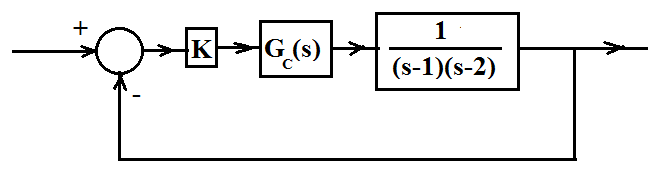 +
K
G_C(s)
1
(s-1)(s-2)
-